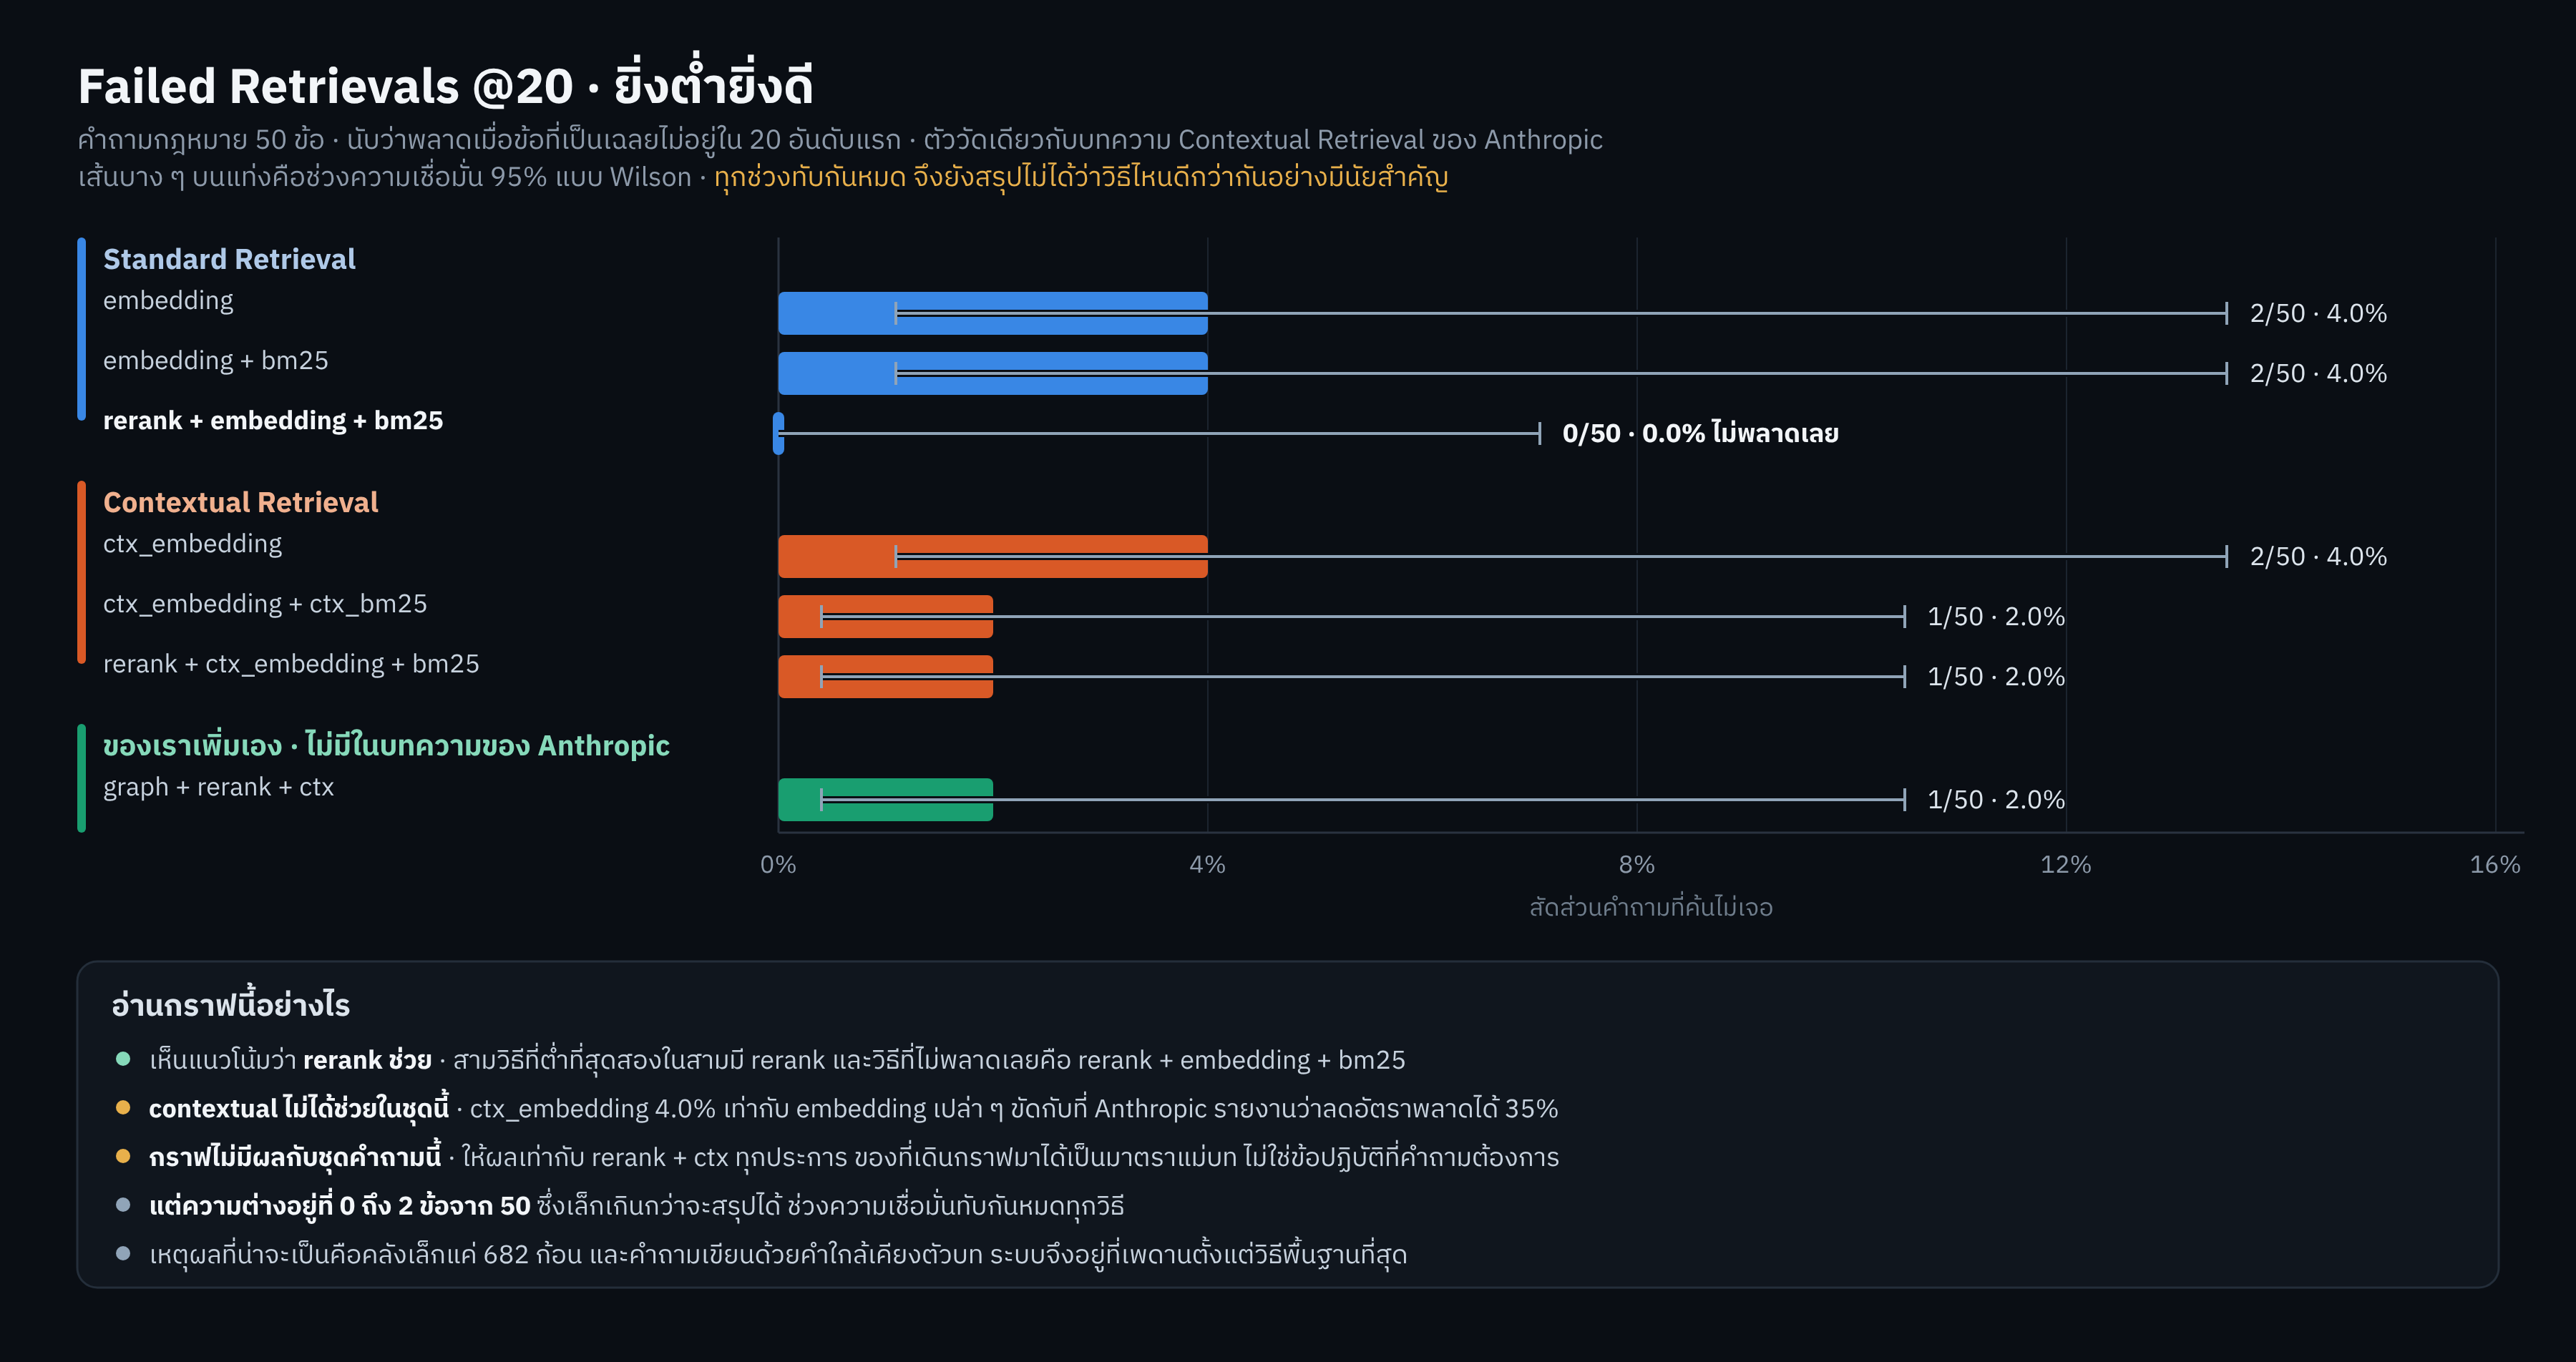 Failed Retrievals @20 · ยิ่งต่ำยิ่งดี
คำถามกฎหมาย 50 ข้อ · นับว่าพลาดเมื่อข้อที่เป็นเฉลยไม่อยู่ใน 20 อันดับแรก · ตัววัดเดียวกับบทความ Contextual Retrieval ของ Anthropic
เส้นบาง ๆ บนแท่งคือช่วงความเชื่อมั่น 95% แบบ Wilson · ทุกช่วงทับกันหมด จึงยังสรุปไม่ได้ว่าวิธีไหนดีกว่ากันอย่างมีนัยสำคัญ
Standard Retrieval
embedding
2/50 · 4.0%
embedding + bm25
2/50 · 4.0%
rerank + embedding + bm25
0/50 · 0.0% ไม่พลาดเลย
Contextual Retrieval
ctx_embedding
2/50 · 4.0%
ctx_embedding + ctx_bm25
1/50 · 2.0%
rerank + ctx_embedding + bm25
1/50 · 2.0%
ของเราเพิ่มเอง · ไม่มีในบทความของ Anthropic
graph + rerank + ctx
1/50 · 2.0%
0% 4% 8% 12% 16%
สัดส่วนคำถามที่ค้นไม่เจอ
อ่านกราฟนี้อย่างไร
เห็นแนวโน้มว่า rerank ช่วย · สามวิธีที่ต่ำที่สุดสองในสามมี rerank และวิธีที่ไม่พลาดเลยคือ rerank + embedding + bm25
contextual ไม่ได้ช่วยในชุดนี้ · ctx_embedding 4.0% เท่ากับ embedding เปล่า ๆ ขัดกับที่ Anthropic รายงานว่าลดอัตราพลาดได้ 35%
กราฟไม่มีผลกับชุดคำถามนี้ · ให้ผลเท่ากับ rerank + ctx ทุกประการ ของที่เดินกราฟมาได้เป็นมาตราแม่บท ไม่ใช่ข้อปฏิบัติที่คำถามต้องการ
แต่ความต่างอยู่ที่ 0 ถึง 2 ข้อจาก 50 ซึ่งเล็กเกินกว่าจะสรุปได้ ช่วงความเชื่อมั่นทับกันหมดทุกวิธี
เหตุผลที่น่าจะเป็นคือคลังเล็กแค่ 682 ก้อน และคำถามเขียนด้วยคำใกล้เคียงตัวบท ระบบจึงอยู่ที่เพดานตั้งแต่วิธีพื้นฐานที่สุด